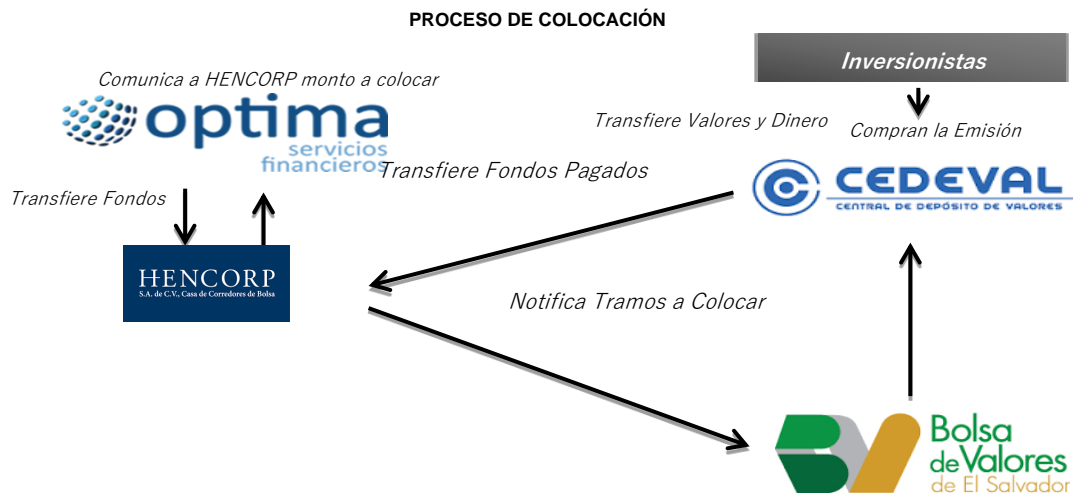 PROCESO DE COLOCACIÓN
Inversionistas
Comunica a HENCORP monto a colocar
optima
servicios
financieros
Transfiere Valores y Dinero
Compran la Emisión
Transfiere Fondos Pagados
CEDEVAL
CENTRAL DE DEPÓSITO DE VALORES
Transfiere Fondos
HENCORP
S.A. de C.V., Casa de Corredores de Bolsa
Notifica Tramos a Colocar
Bolsa
de Valores
de El Salvador